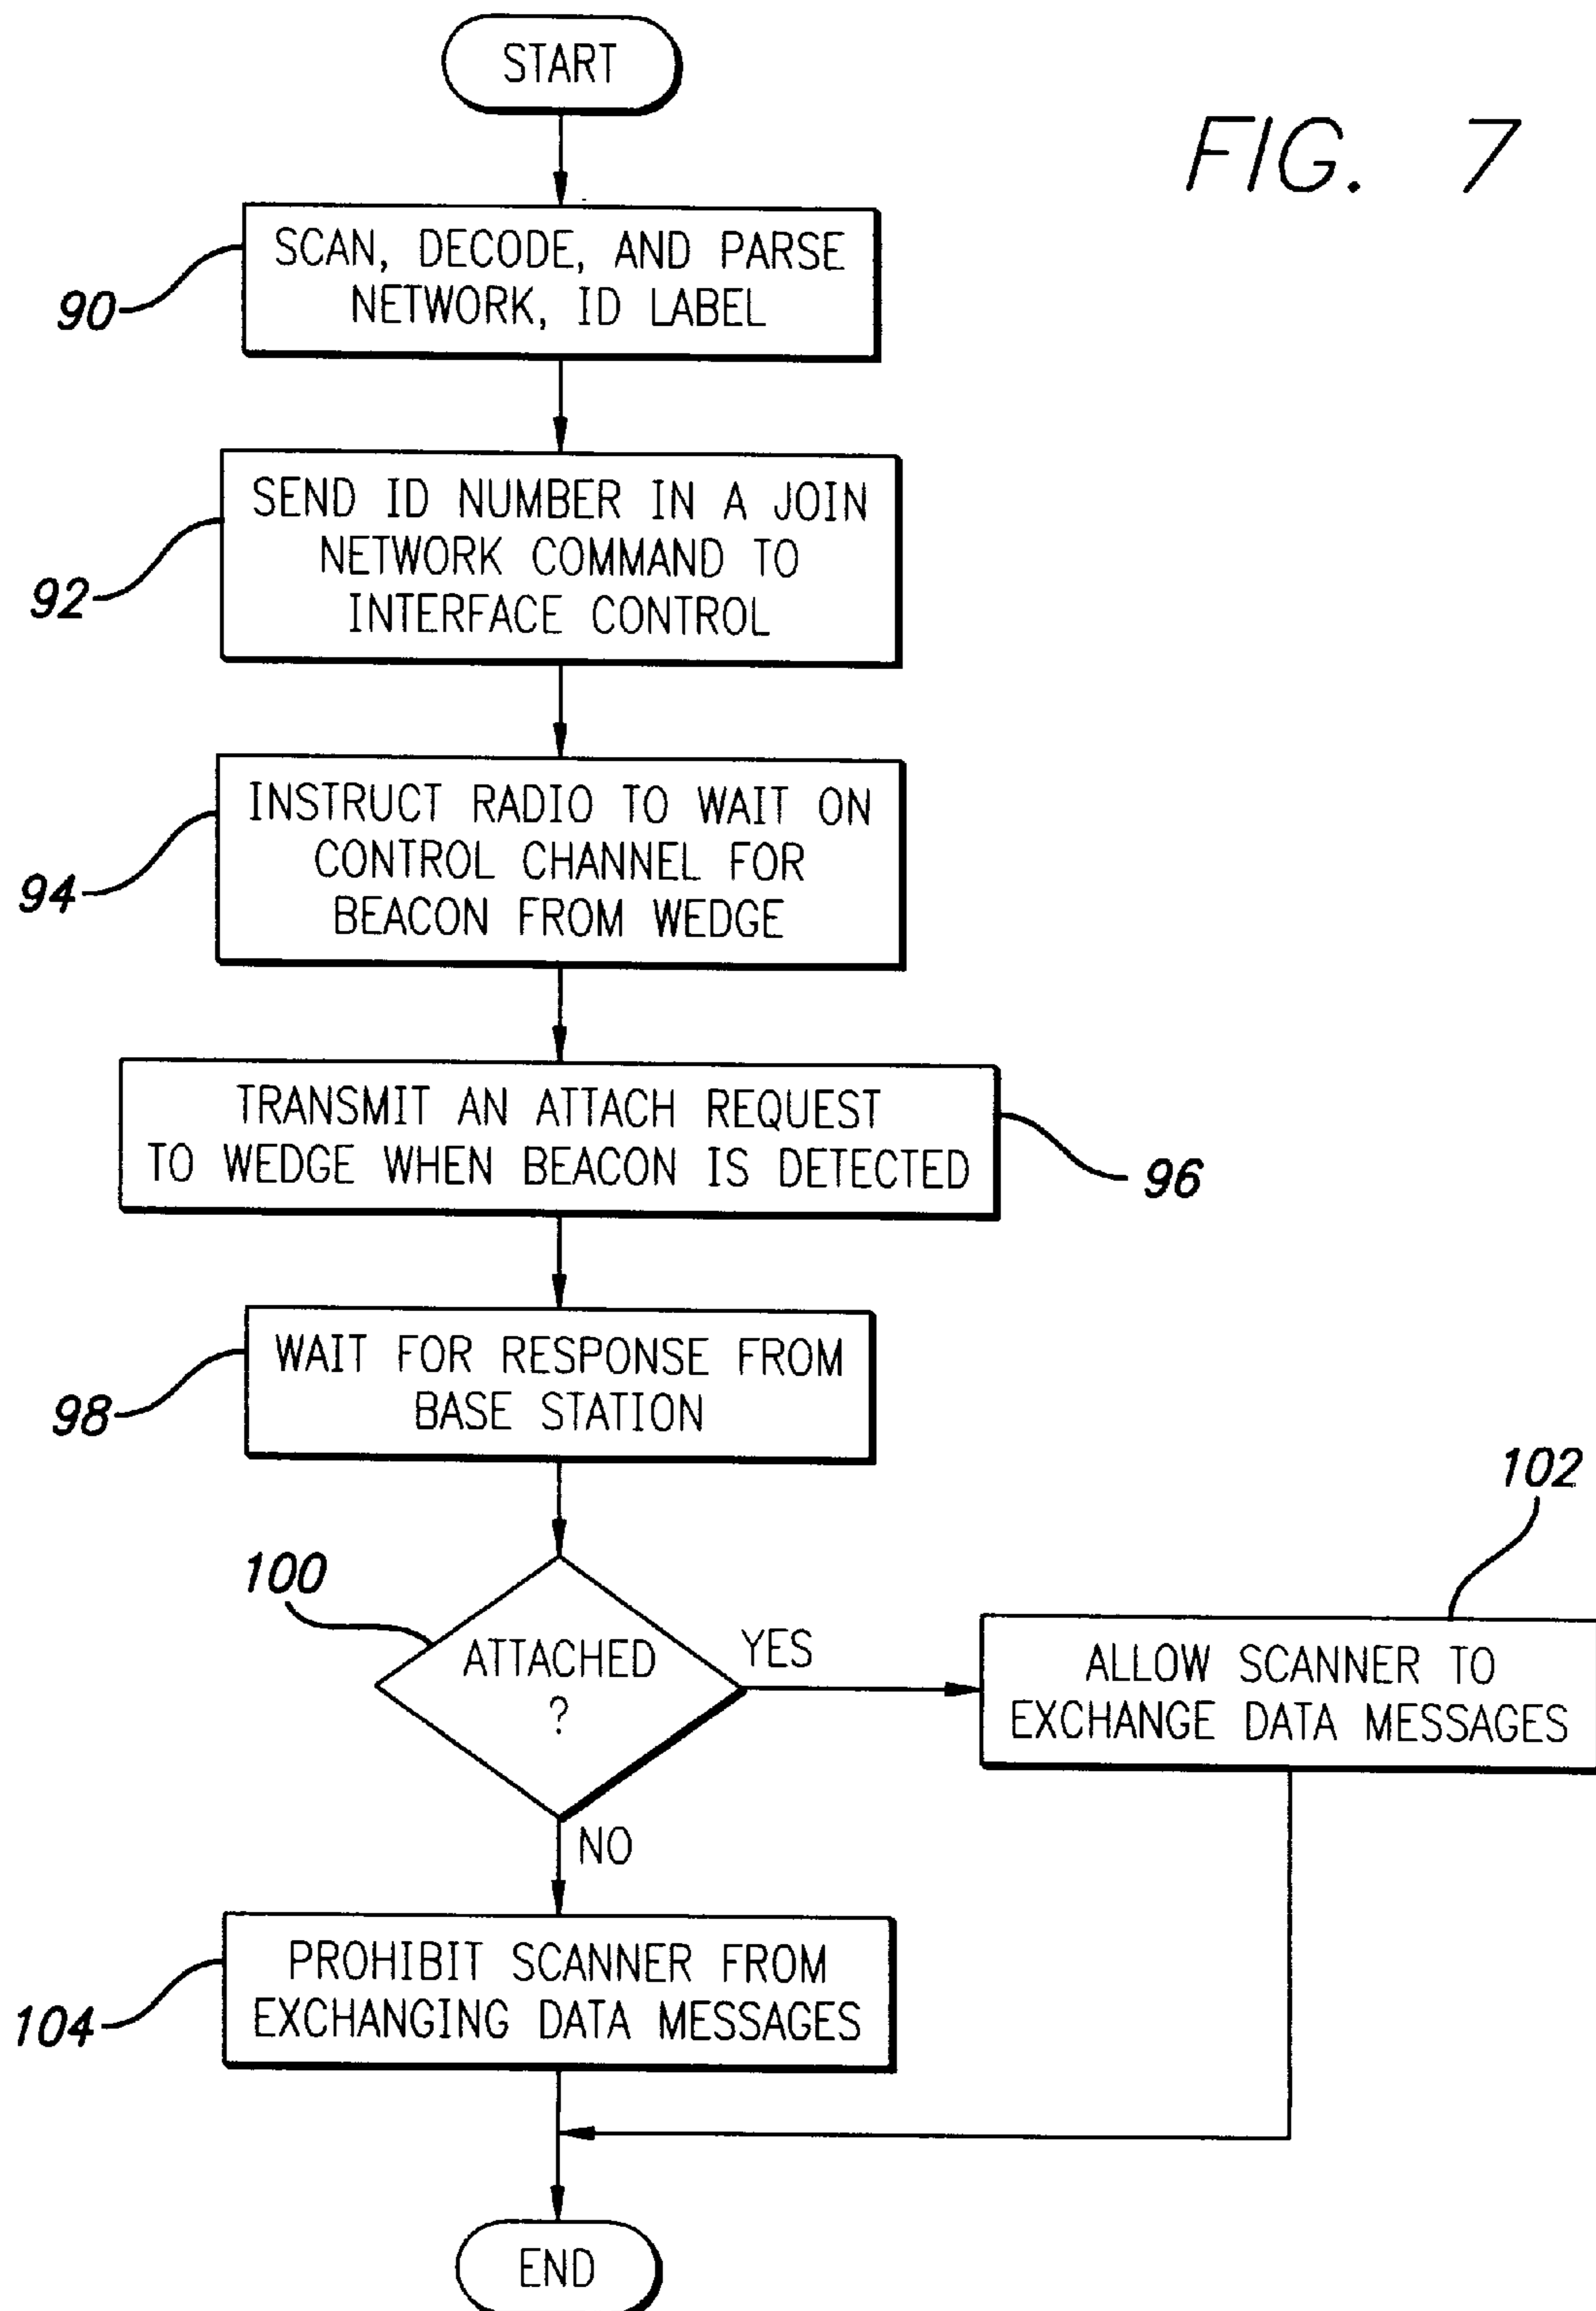 START
FIG. 7
SCAN, DECODE, AND PARSE
NETWORK, ID LABEL
90
SEND ID NUMBER IN A JOIN
NETWORK COMMAND TO
INTERFACE CONTROL
92
INSTRUCT RADIO TO WAIT ON
CONTROL CHANNEL FOR
BEACON FROM WEDGE
94
TRANSMIT AN ATTACH REQUEST
TO WEDGE WHEN BEACON IS DETECTED
96
WAIT FOR RESPONSE FROM
BASE STATION
98
100
ATTACHED
?
YES
102
ALLOW SCANNER TO
EXCHANGE DATA MESSAGES
NO
PROHIBIT SCANNER FROM
EXCHANGING DATA MESSAGES
104
END